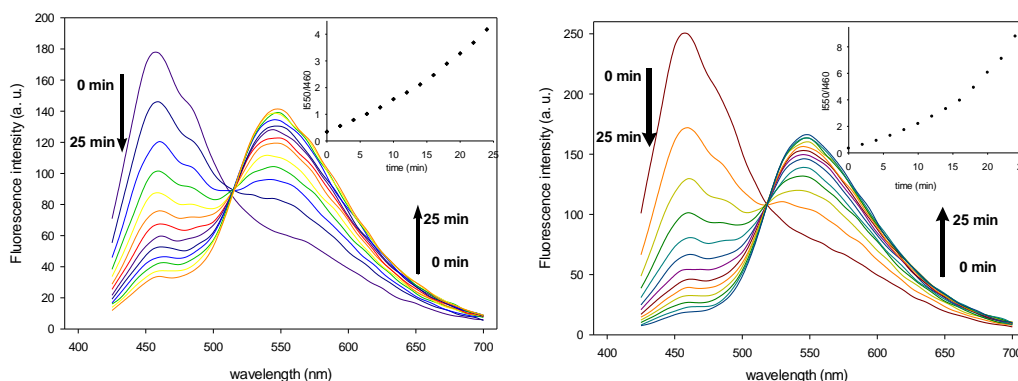 200
180
160
140
120
100
80
60
40
20
0
Fluorescence intensity (a. u.)
0 min
25 min
25 min
0 min
400 450 500 550 600 650 700
wavelength (nm)
4
3
2
1
0
I550/I460
0 5 10 15 20 25
time (min)
250
200
150
100
50
0
Fluorescence intensity (a. u.)
0 min
25 min
25 min
0 min
400 450 500 550 600 650 700
wavelength (nm)
8
6
4
2
0
I550/I460
5 10 15 20
time (min)